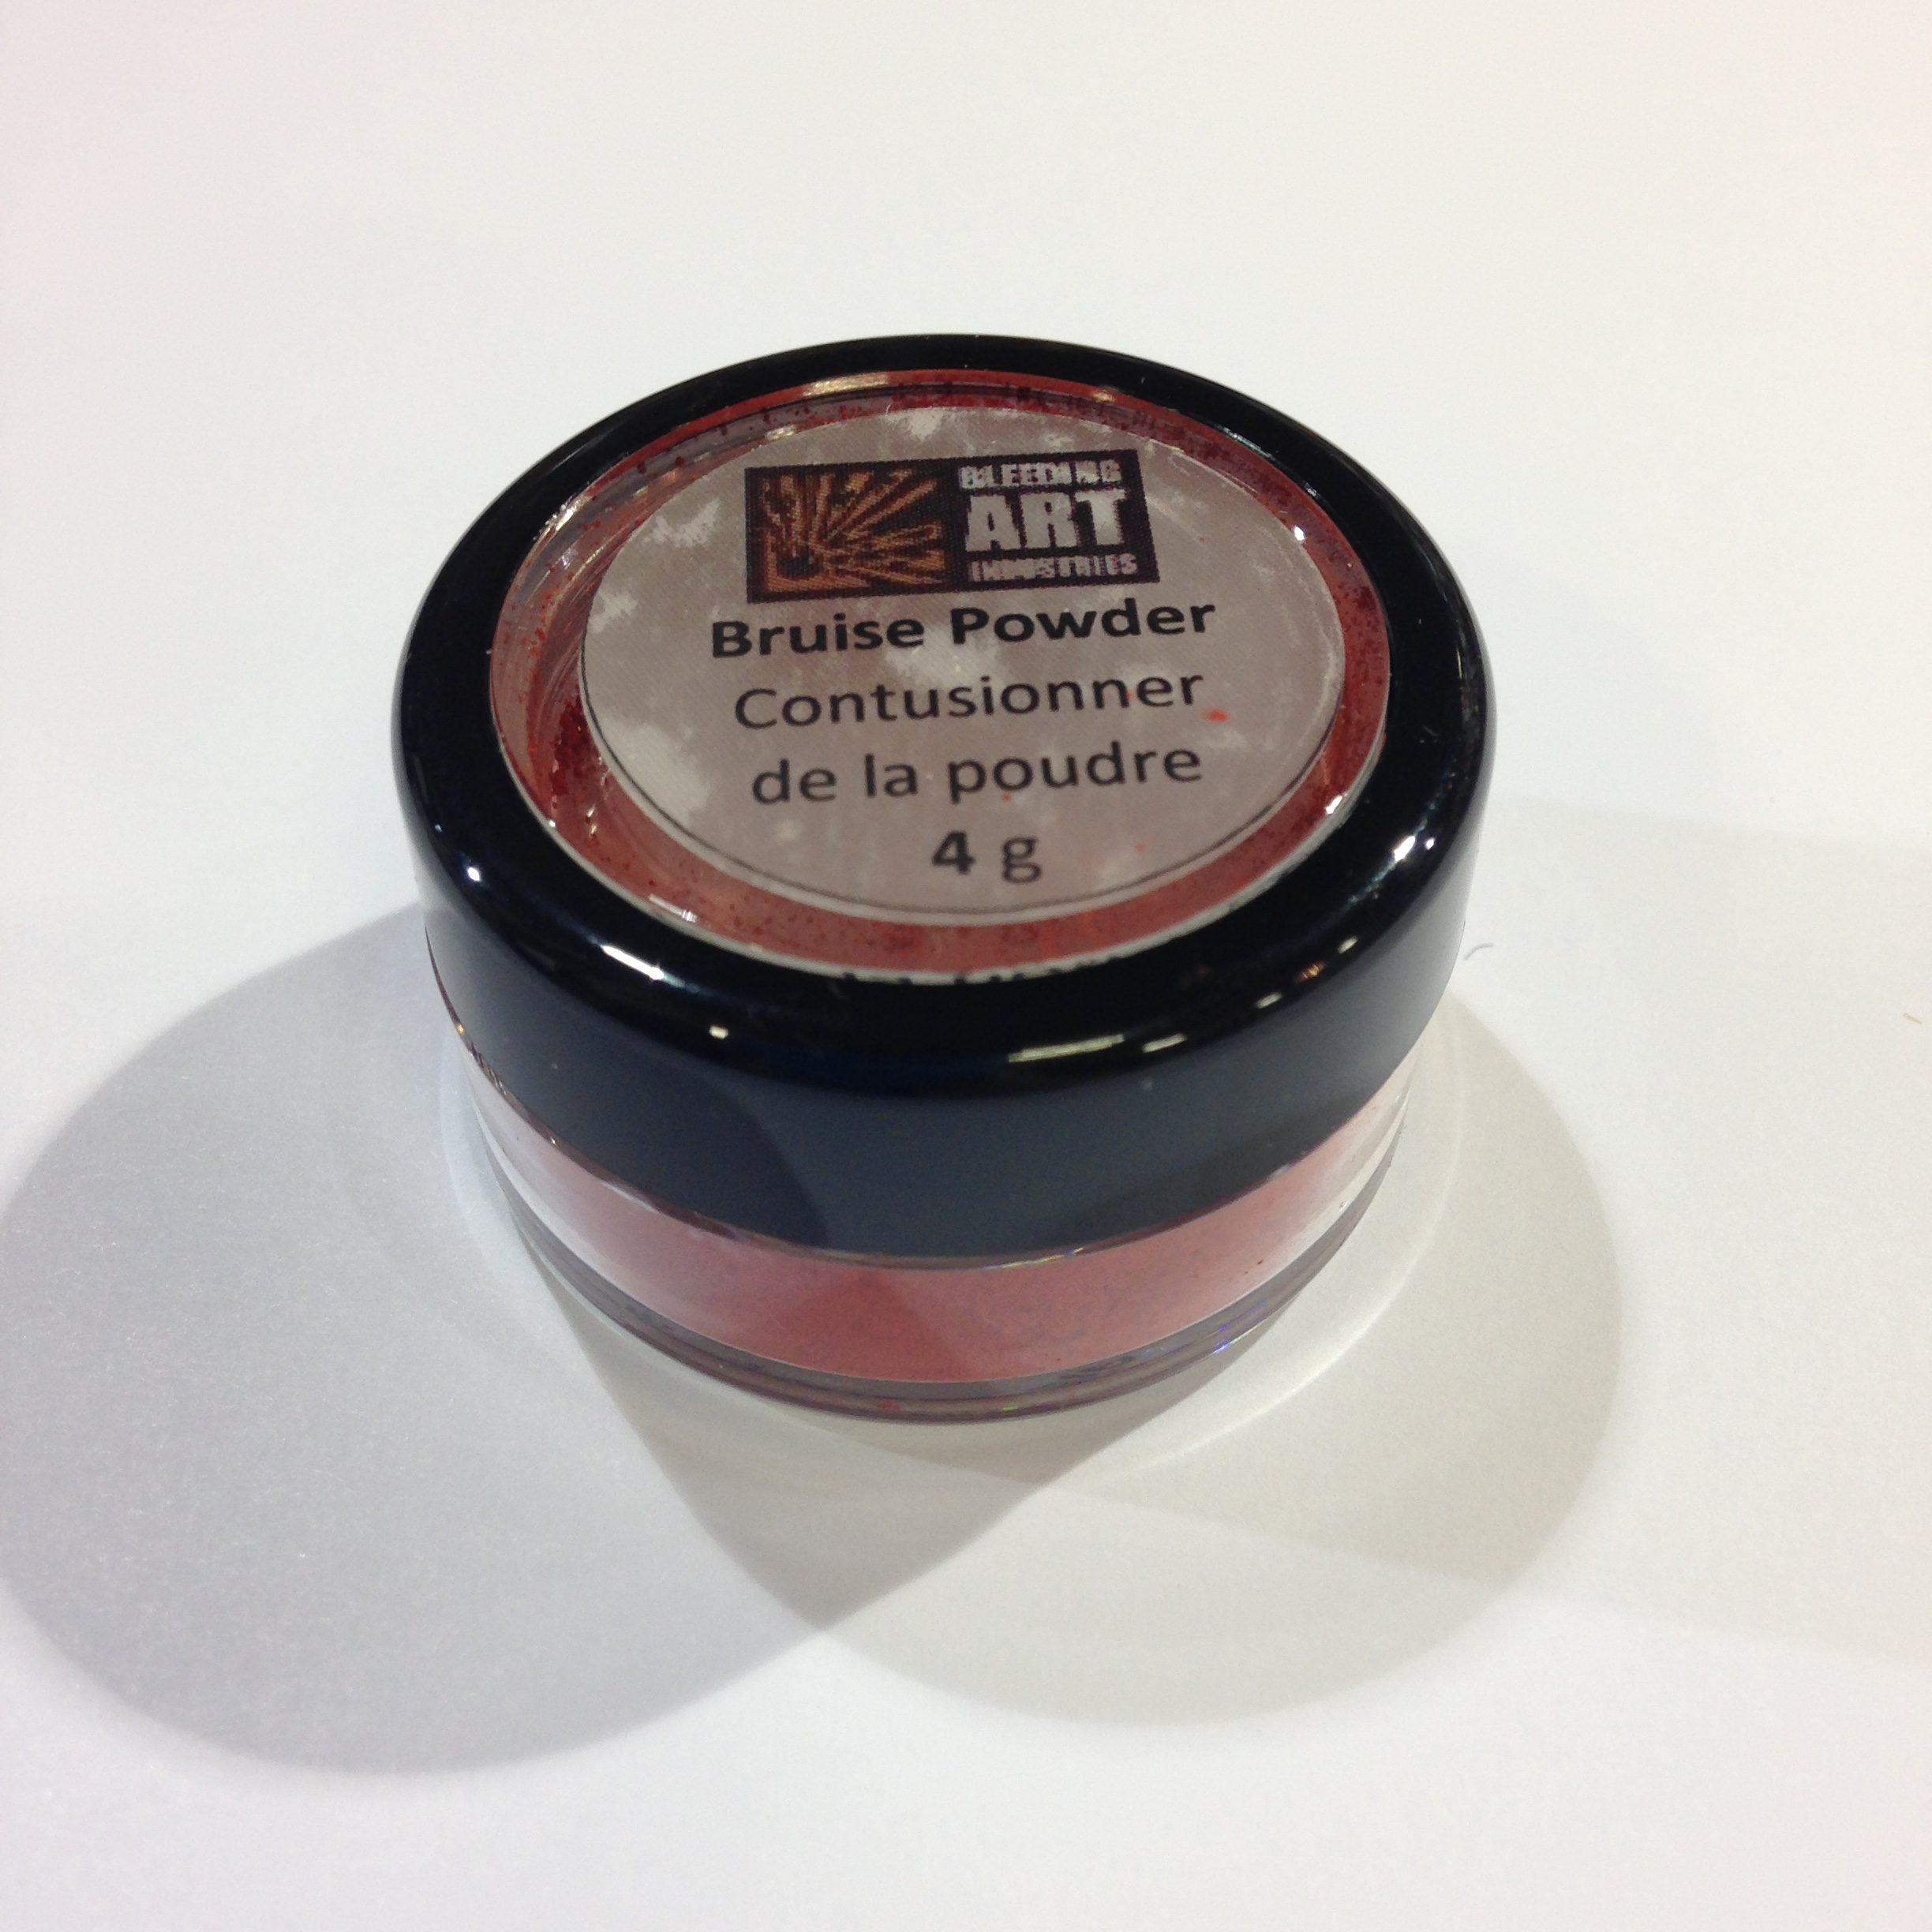 BLEEDING
ART
INDUSTRIES
Bruise Powder
Contusionner
de la poudre
4 g